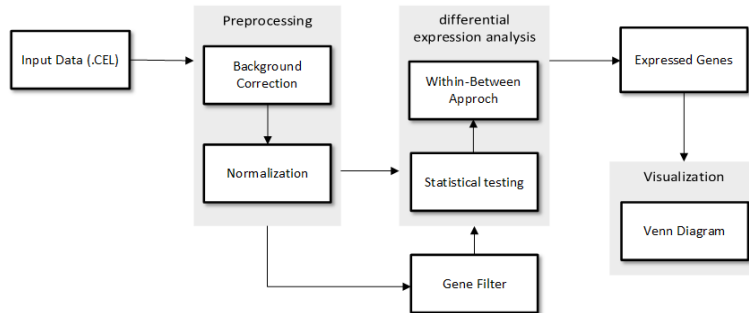 Input Data (.CEL)
Preprocessing
Background
Correction
Normalization
differential
expression analysis
Within-Between
Approch
Statistical testing
Gene Filter
Expressed Genes
Visualization
Venn Diagram